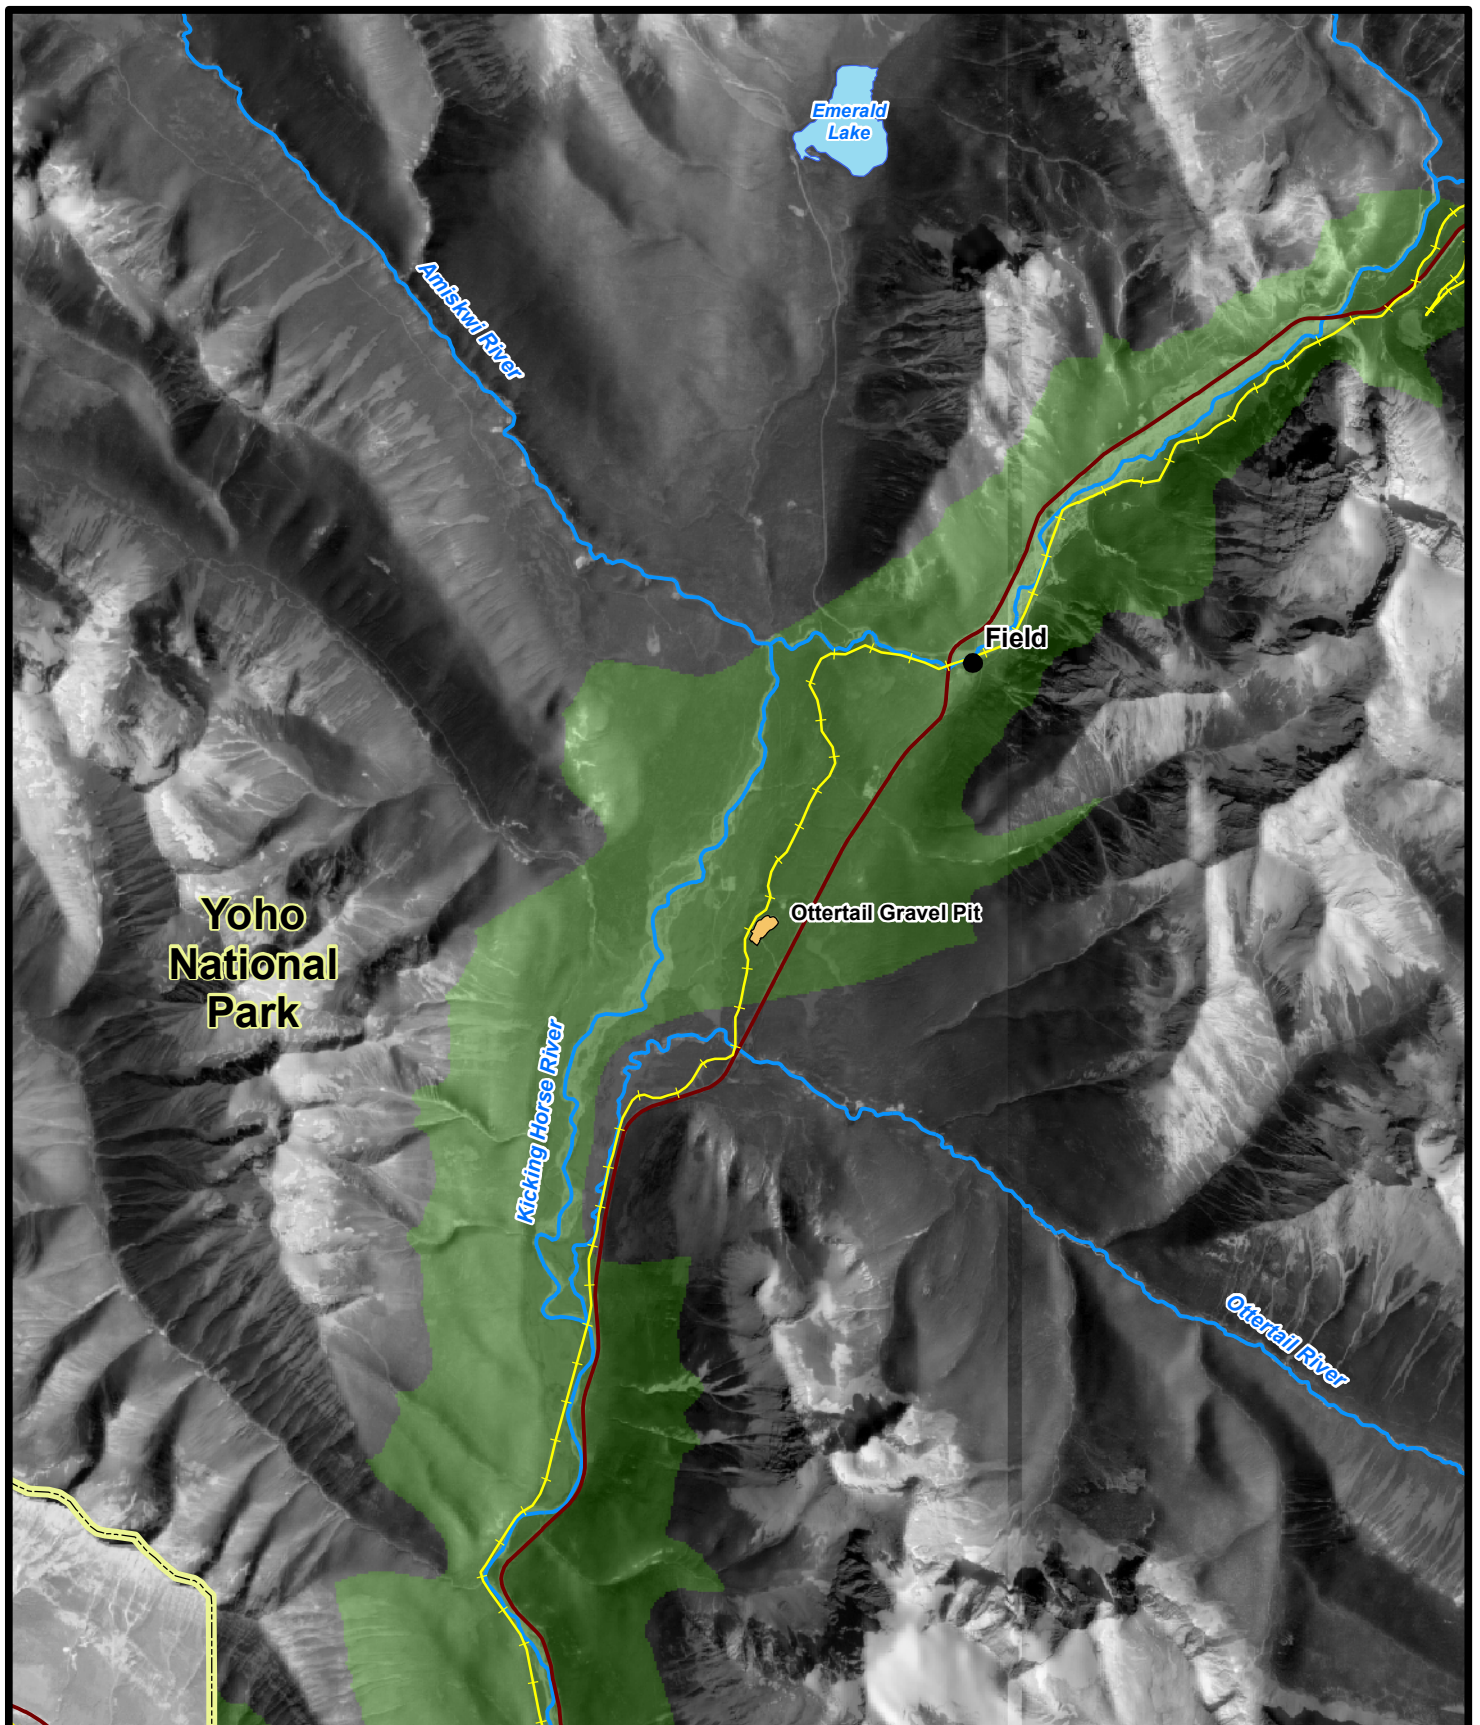 Emerald
Lake
Amiskwi River
Field
Yoho
National
Park
Ottertail Gravel Pit
Kicking Horse River
Ottertail River